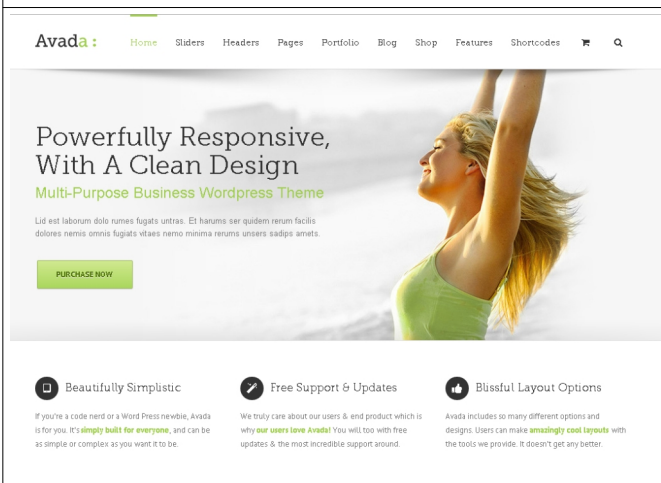 Avada :
Home Sliders Headers Pages Portfolio Blog Shop Features Shortcodes
Powerfully Responsive,
With A Clean Design
Multi-Purpose Business Wordpress Theme
Lid est laborum dolo rumes fugats untras. Et harums ser quidem rerum facilis
dolores nemis omnis fugiats vitaes nemo minima rerums unsers sadips amets.
PURCHASE NOW
Beautifully Simplistic
If you're a code nerd or a Word Press newbie, Avada
is for you. It's simply built for everyone, and can be
as simple or complex as you want it to be.
Free Support & Updates
We truly care about our users & end product which is
why our users love Avada! You will too with free
updates & the most incredible support around.
Blissful Layout Options
Avada includes so many different options and
designs. Users can make amazingly cool layouts with
the tools we provide. It doesn't get any better.